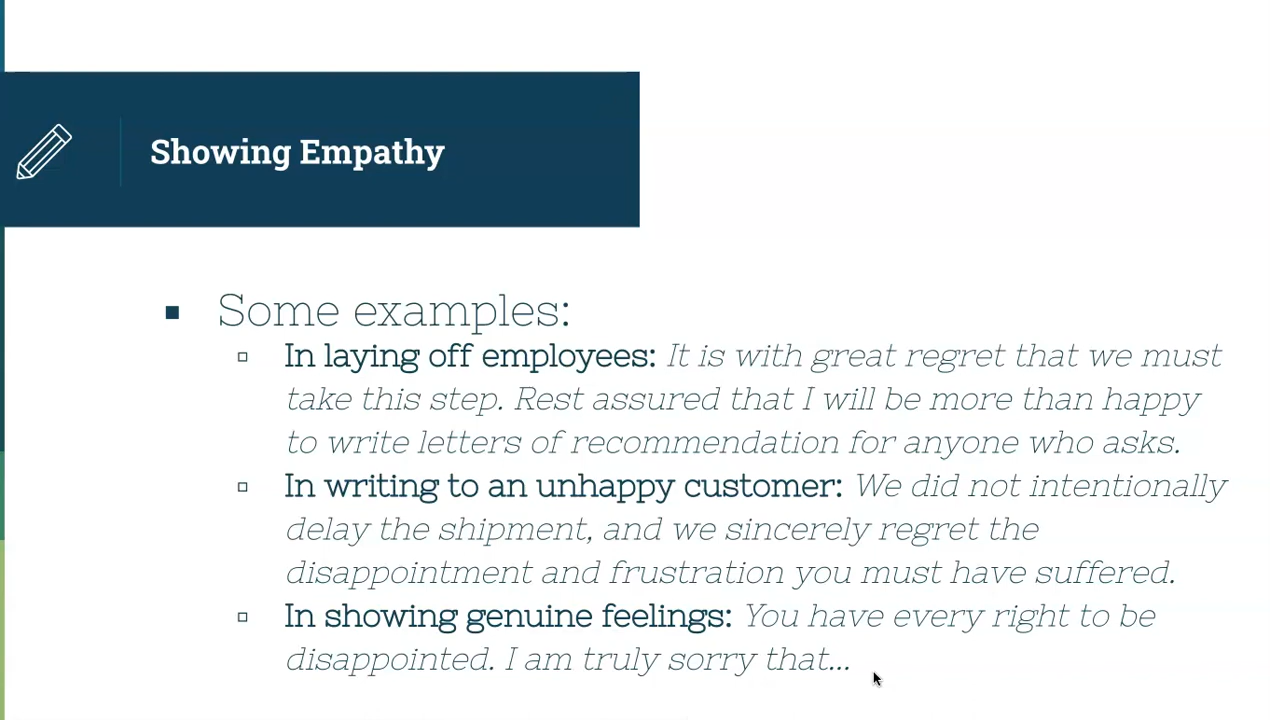 Showing Empathy
Some examples:
In laying off employees: It is with great regret that we must
take this step. Rest assured that I will be more than happy
to write letters of recommendation for anyone who asks.
In writing to an unhappy customer: We did not intentionally
delay the shipment, and we sincerely regret the
disappointment and frustration you must have suffered.
In showing genuine feelings: You have every right to be
disappointed. I am truly sorry that...